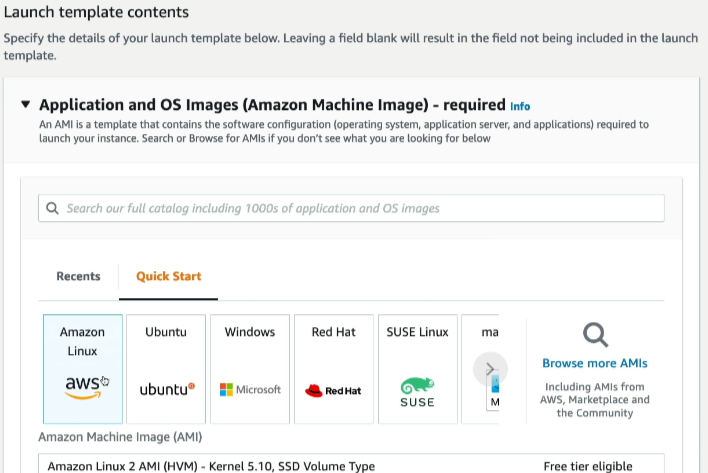 Launch template contents
Specify the details of your launch template below. Leaving a field blank will result in the field not being included in the launch
template.
Application and OS Images (Amazon Machine Image) - required Info
An AMI is a template that contains the software configuration (operating system, application server, and applications) required to
launch your instance. Search or Browse for AMIs if you don't see what you are looking for below
Search our full catalog including 1000s of application and OS images
Recents
Quick Start
Amazon
Linux
aws
Ubuntu
ubuntu
Windows
Microsoft
Red Hat
Red Hat
SUSE Linux
SUSE
ma
M
Browse more AMIs
Including AMIs from
AWS, Marketplace and
the Community
Amazon Machine Image (AMI)
Amazon Linux 2 AMI (HVM) - Kernel 5.10, SSD Volume Type
Free tier eligible